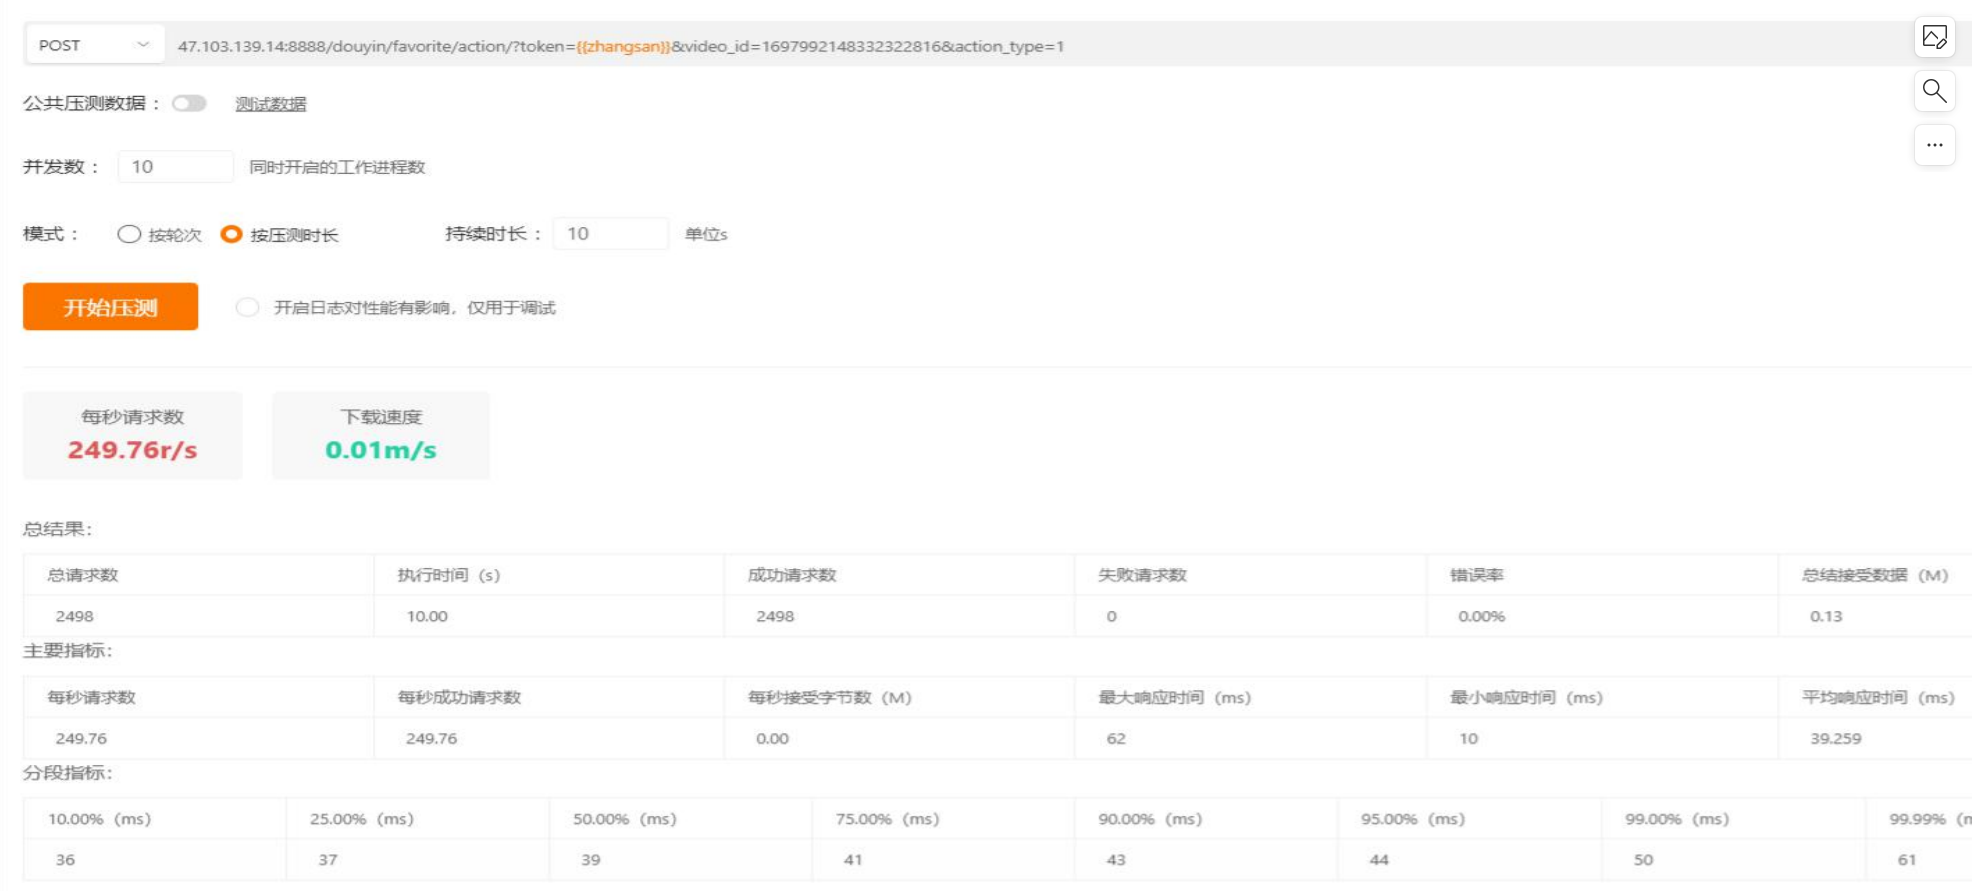 POST 47.103.139.14:8888/douyin/favorite/action/?token={{zhangsan}}&video_id=1697992148332322816&action_type=1
公共压测数据： 测试数据
并发数： 10 同时开启的工作进程数
模式： 按轮次 按压测时长 持续时长： 10 单位s
开始压测 开启日志对性能有影响，仅用于调试
每秒请求数 下载速度
249.76r/s 0.01m/s
总结果:
总请求数 执行时间（s） 成功请求数 失败请求数 错误率 总结接受数据（M）
2498 10.00 2498 0 0.00% 0.13
主要指标:
每秒请求数 每秒成功请求数 每秒接受字节数（M） 最大响应时间（ms） 最小响应时间（ms） 平均响应时间（ms）
249.76 249.76 0.00 62 10 39.259
分段指标:
10.00%（ms） 25.00%（ms） 50.00%（ms） 75.00%（ms） 90.00%（ms） 95.00%（ms） 99.00%（ms） 99.99%
36 37 39 41 43 44 50 61